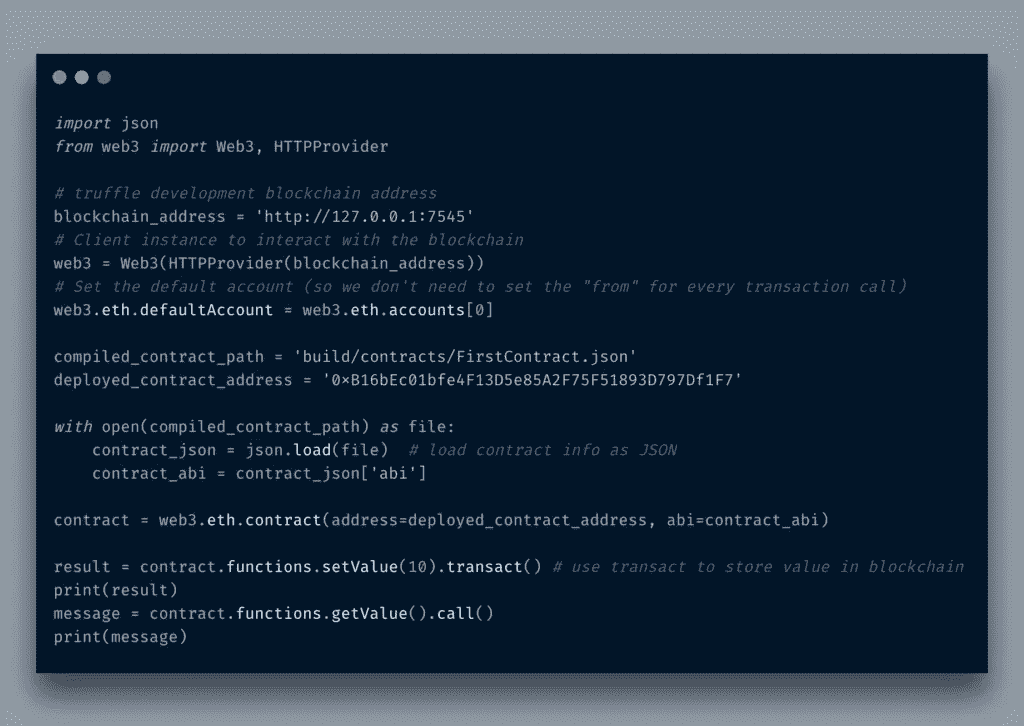 import json
from web3 import Web3, HTTPProvider
# truffle development blockchain address
blockchain_address = 'http://127.0.0.1:7545'
# Client instance to interact with the blockchain
web3 = Web3(HTTPProvider(blockchain_address))
# Set the default account (so we don't need to set the "from" for every transaction call)
web3.eth.defaultAccount = web3.eth.accounts[0]
compiled_contract_path = 'build/contracts/FirstContract.json'
deployed_contract_address = '0×B16bEc01bfe4F13D5e85A2F75F51893D797Df1F7'
with open(compiled_contract_path) as file:
    contract_json = json.load(file)  # load contract info as JSON
    contract_abi = contract_json['abi']
contract = web3.eth.contract(address=deployed_contract_address, abi=contract_abi)
result = contract.functions.setValue(10).transact() # use transact to store value in blockchain
print(result)
message = contract.functions.getValue().call()
print(message)